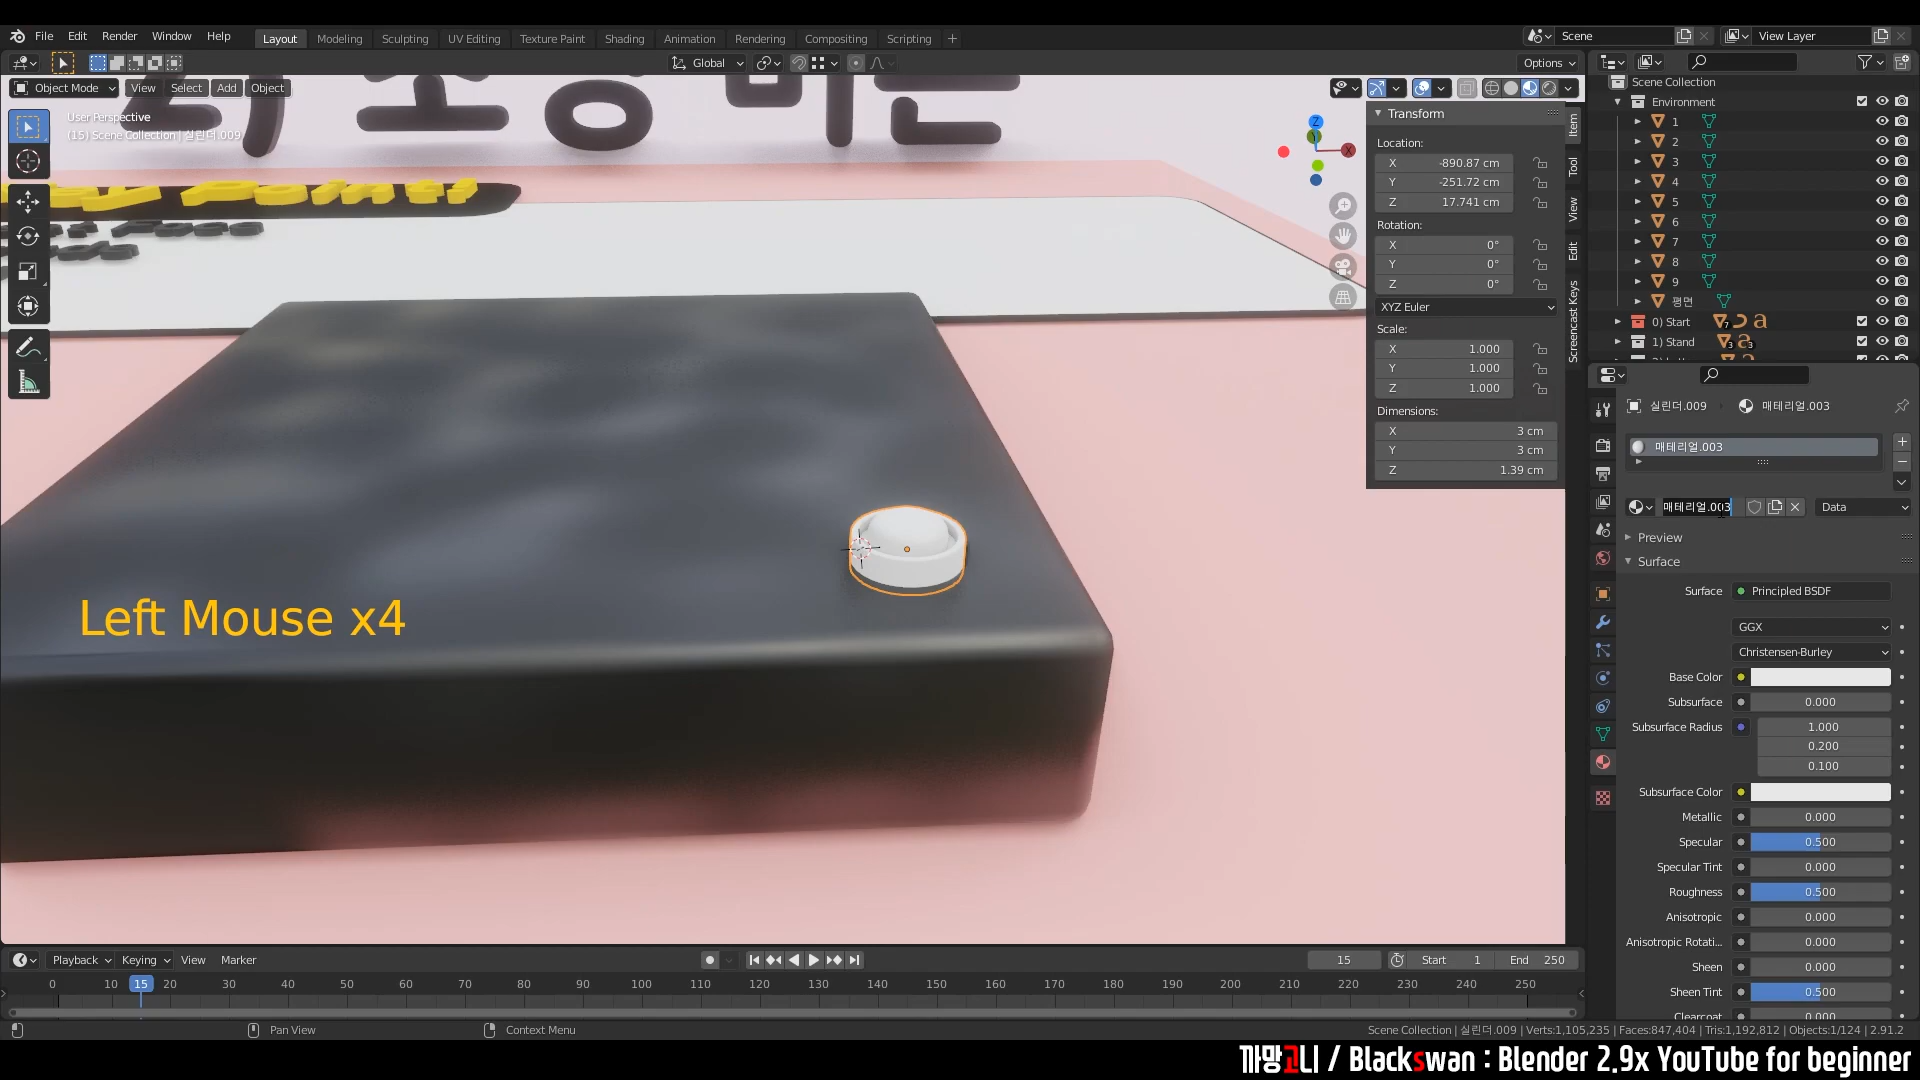 File Edit Render Window Help
Layout Modeling Sculpting UV Editing Texture Paint Shading Animation Rendering Compositing Scripting +
Scene
View Layer
Global
Options
Object Mode View Select Add Object
User Perspective
(15) Scene Collection | 실린더.009
Transform
Location:
X -890.87 cm
Y -251.72 cm
Z 17.741 cm
Rotation:
X 0°
Y 0°
Z 0°
XYZ Euler
Scale:
X 1.000
Y 1.000
Z 1.000
Dimensions:
X 3 cm
Y 3 cm
Z 1.39 cm
Item
Tool
View
Edit
Screencast Keys
Z
X
Left Mouse x4
Scene Collection
Environment
1
2
3
4
5
6
7
8
9
평면
0) Start 7 a
1) Stand 3 a 3
실린더.009 매테리얼.003
매테리얼.003
매테리얼.003 Data
Preview
Surface
Surface Principled BSDF
GGX
Christensen-Burley
Base Color
Subsurface 0.000
Subsurface Radius 1.000
0.200
0.100
Subsurface Color
Metallic 0.000
Specular 0.500
Specular Tint 0.000
Roughness 0.500
Anisotropic 0.000
Anisotropic Rotati... 0.000
Sheen 0.000
Sheen Tint 0.500
Clearcoat 0.000
Playback Keying View Marker
15 Start 1 End 250
0 10 15 20 30 40 50 60 70 80 90 100 110 120 130 140 150 160 170 180 190 200 210 220 230 240 250
Pan View
Context Menu
Scene Collection | 실린더.009 | Verts:1,105,235 | Faces:847,404 | Tris:1,192,812 | Objects:1/124 | 2.91.2
까망고니 / Blackswan : Blender 2.9x YouTube for beginner